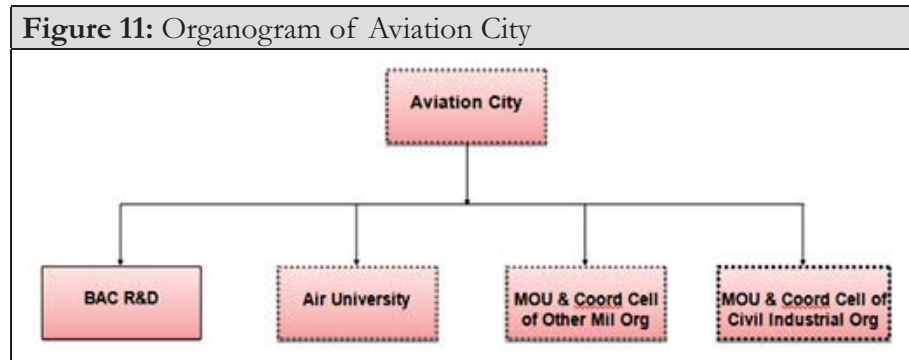 Figure 11: Organogram of Aviation City
Aviation City
BAC R&D
Air University
MOU & Coord Cell
of Other Mil Org
MOU & Coord Cell of
Civil Industrial Org